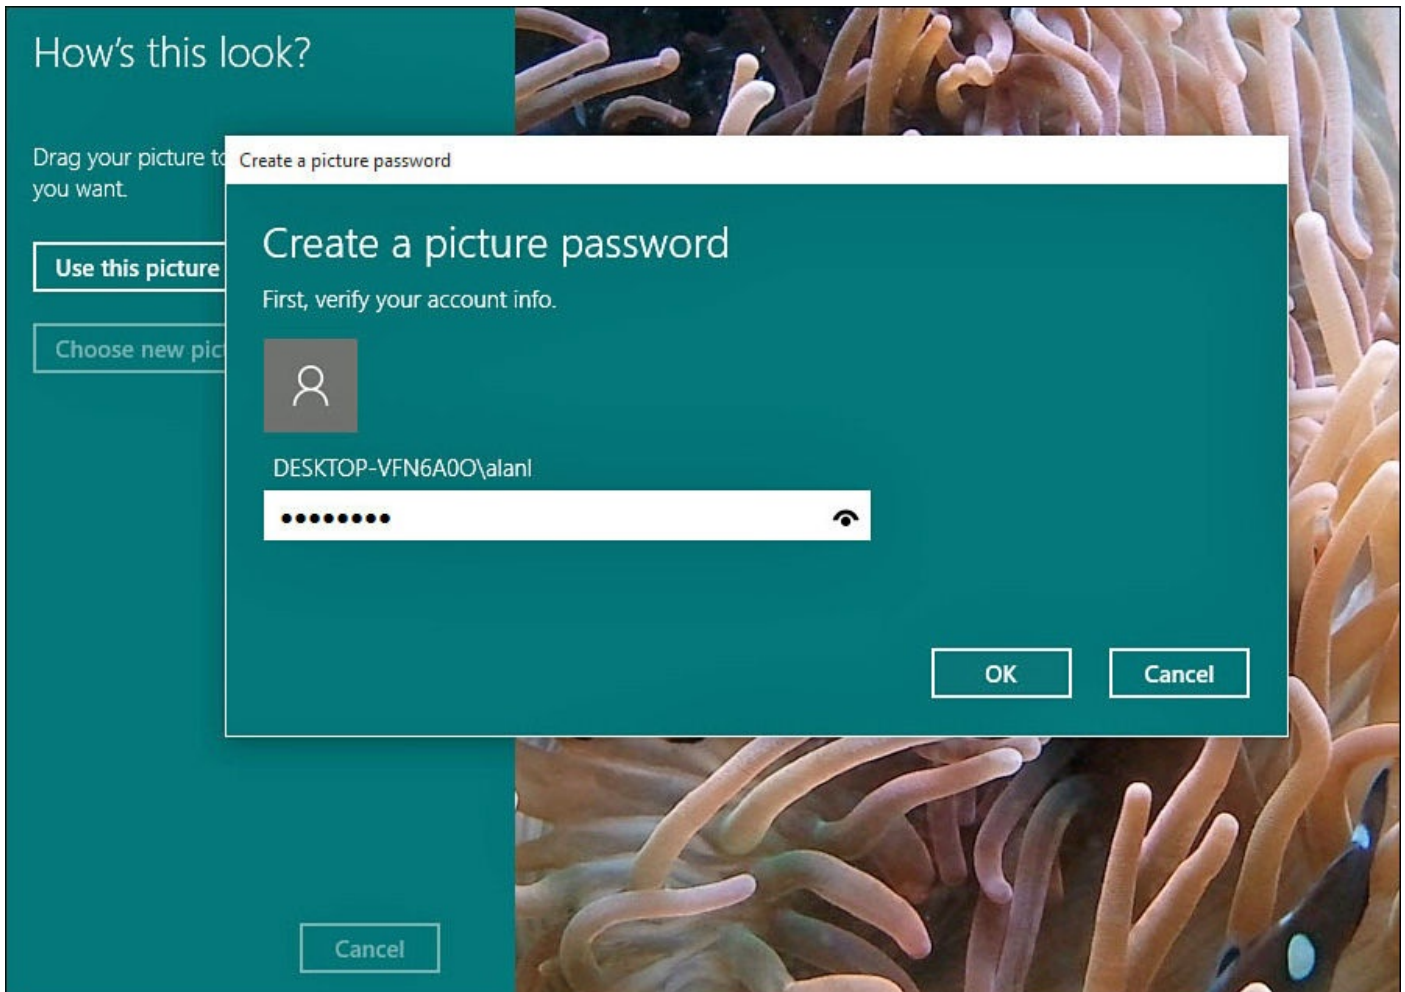 How's this look?
Drag your picture to
you want.
Use this picture
Choose new pic
Create a picture password
Create a picture password
First, verify your account info.
DESKTOP-VFN6A0O\alanl
••••••••
OK
Cancel
Cancel